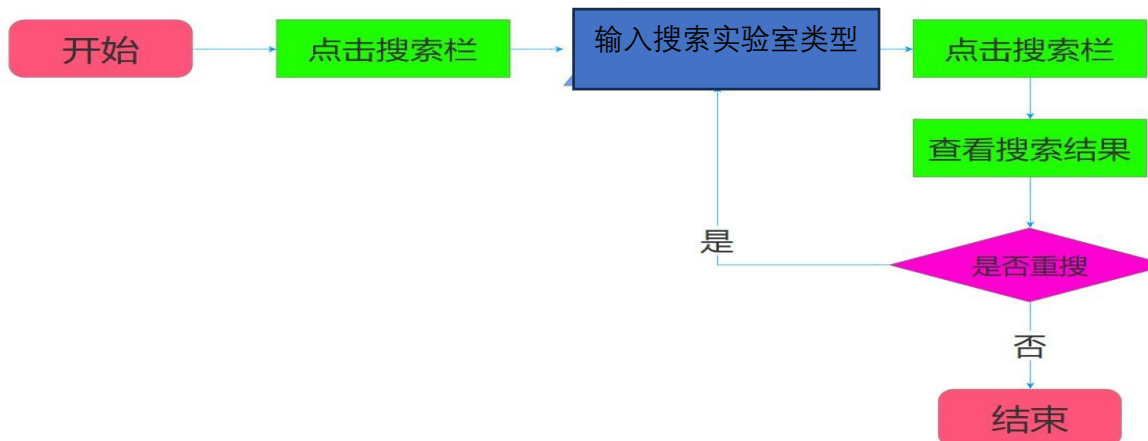 开始
点击搜索栏
输入搜索实验室类型
点击搜索栏
查看搜索结果
是否重搜
是
否
结束